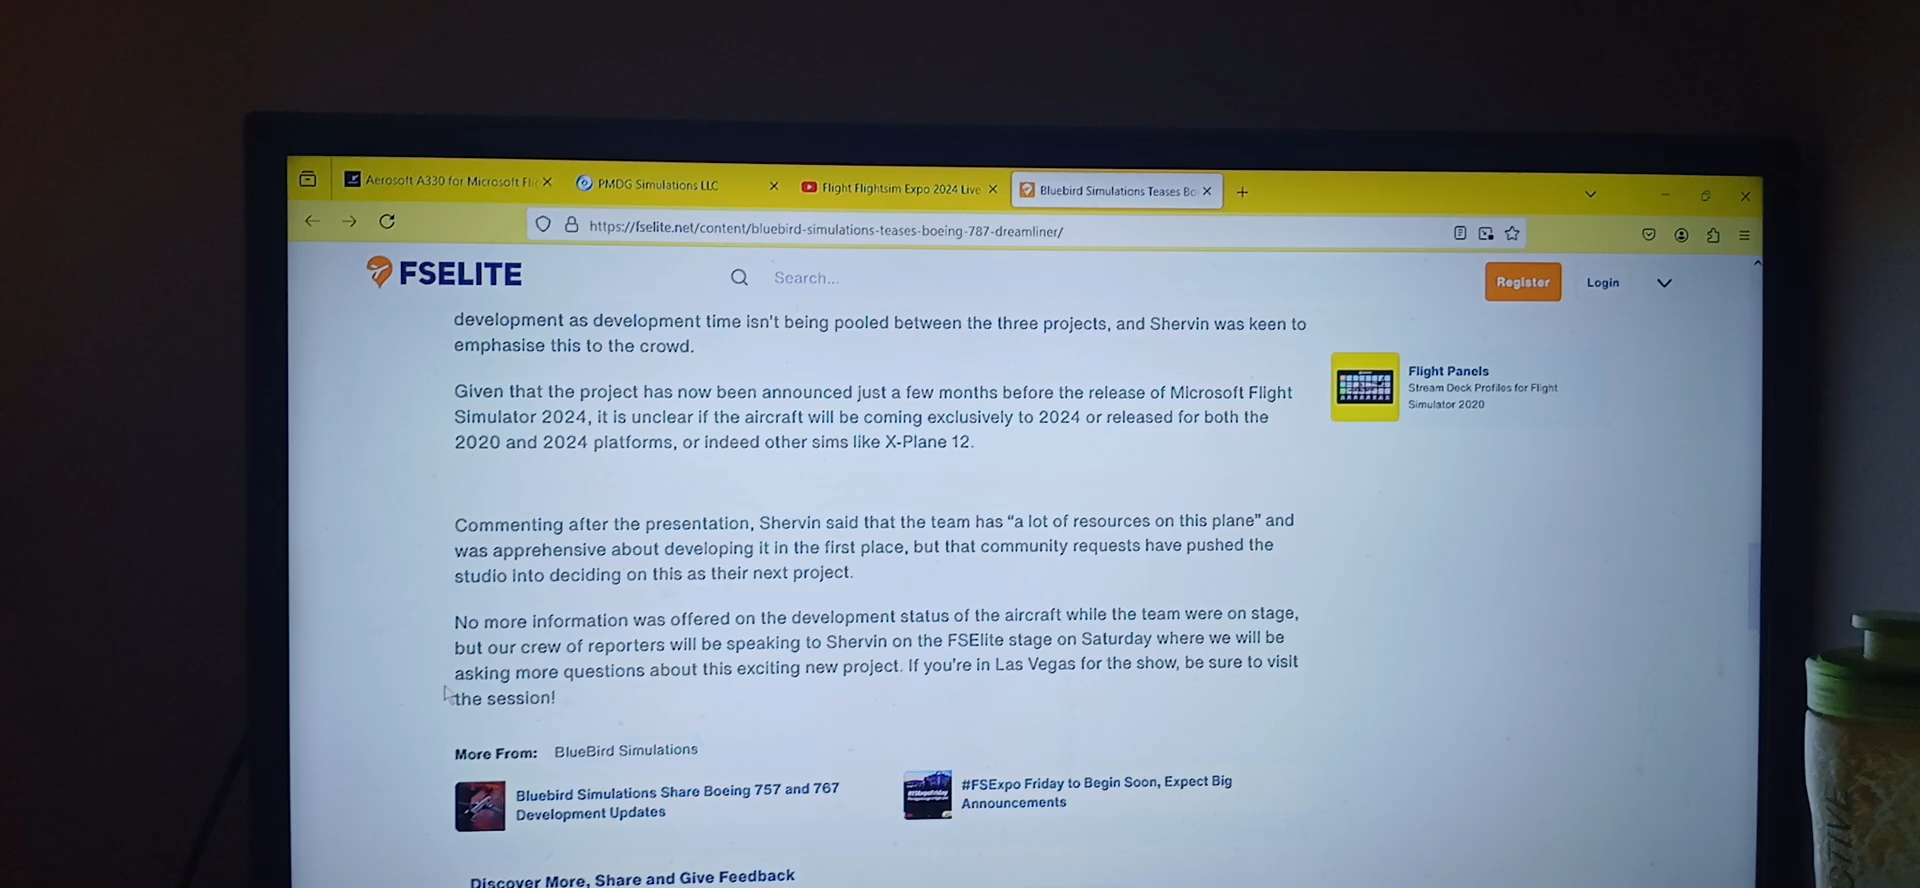 Aerosoft A330 for Microsoft Flig
PMDG Simulations LLC
Flight Flightsim Expo 2024 Live
Bluebird Simulations Teases Bo
https://fselite.net/content/bluebird-simulations-teases-boeing-787-dreamliner/
FSELITE
Search...
Register
Login
development as development time isn't being pooled between the three projects, and Shervin was keen to
emphasise this to the crowd.
Flight Panels
Stream Deck Profiles for Flight
Simulator 2020
Given that the project has now been announced just a few months before the release of Microsoft Flight
Simulator 2024, it is unclear if the aircraft will be coming exclusively to 2024 or released for both the
2020 and 2024 platforms, or indeed other sims like X-Plane 12.
Commenting after the presentation, Shervin said that the team has “a lot of resources on this plane” and
was apprehensive about developing it in the first place, but that community requests have pushed the
studio into deciding on this as their next project.
No more information was offered on the development status of the aircraft while the team were on stage,
but our crew of reporters will be speaking to Shervin on the FSElite stage on Saturday where we will be
asking more questions about this exciting new project. If you’re in Las Vegas for the show, be sure to visit
the session!
More From: BlueBird Simulations
Bluebird Simulations Share Boeing 757 and 767
Development Updates
#FSExpo Friday to Begin Soon, Expect Big
Announcements
Discover More, Share and Give Feedback